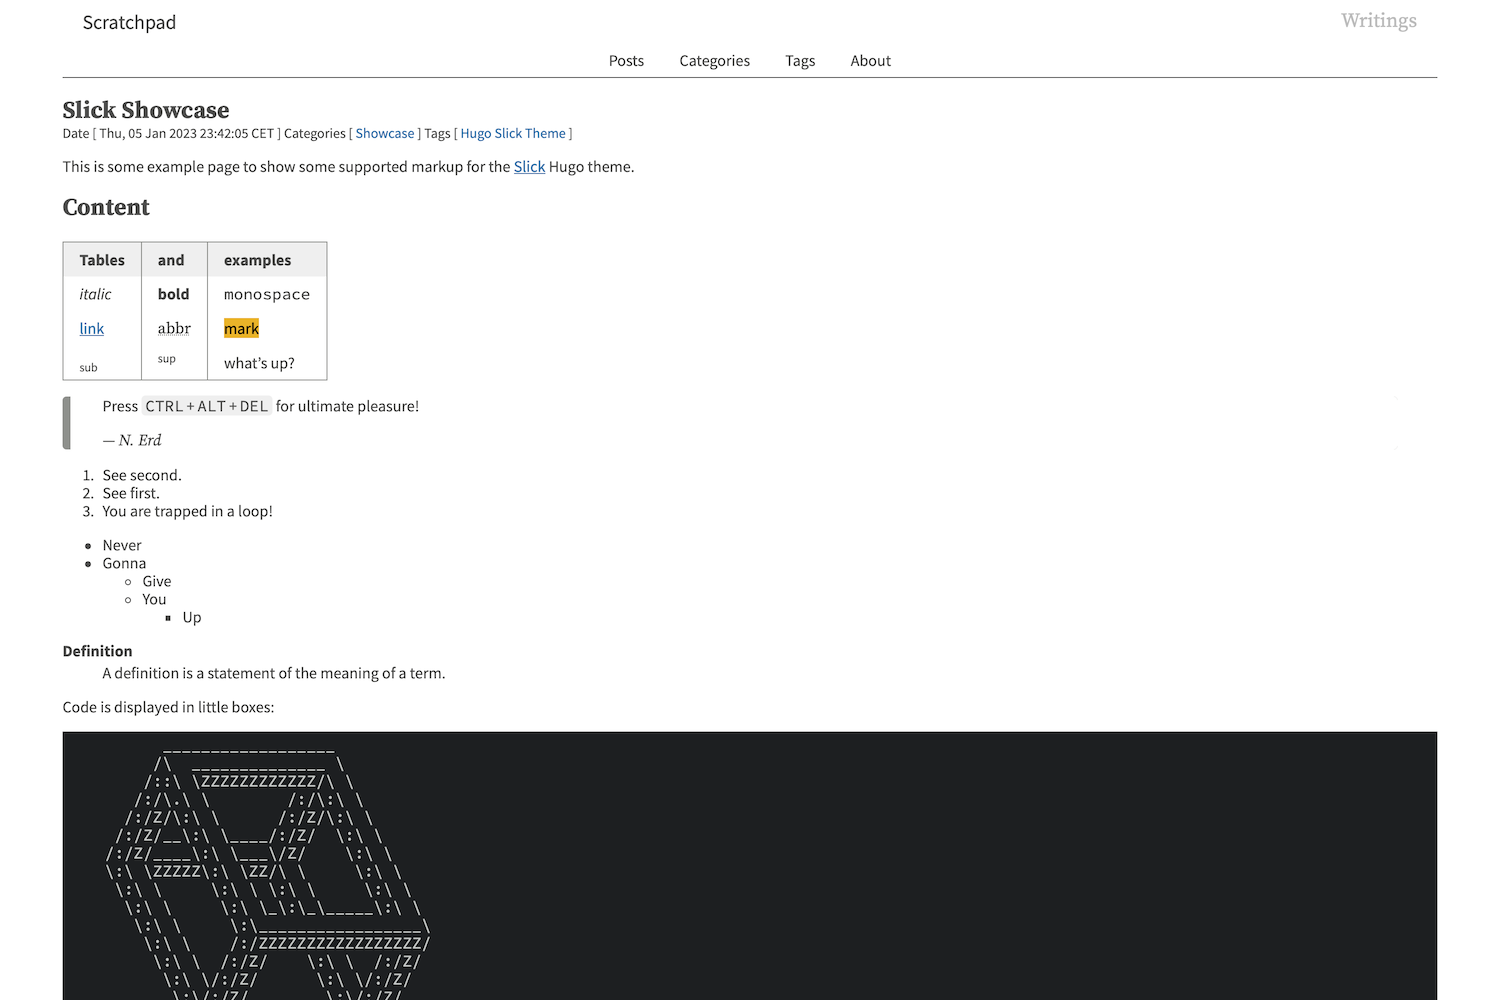 Scratchpad
Writings
Posts Categories Tags About
Slick Showcase
Date [ Thu, 05 Jan 2023 23:42:05 CET ] Categories [ Showcase ] Tags [ Hugo Slick Theme ]
This is some example page to show some supported markup for the Slick Hugo theme.
Content
Tables and examples
italic bold monospace
link abbr mark
sub sup what’s up?
Press CTRL+ALT+DEL for ultimate pleasure!
— N. Erd
1. See second.
2. See first.
3. You are trapped in a loop!
• Never
• Gonna
◦ Give
◦ You
▪ Up
Definition
A definition is a statement of the meaning of a term.
Code is displayed in little boxes:
      __________________
     /\  ______________ \
    /::\ \ZZZZZZZZZZZZ/\ \
   /:/\.\ \        /:/\:\ \
  /:/Z/\:\ \      /:/Z/\:\ \
 /:/Z/__\:\ \____/:/Z/  \:\ \
/:/Z/____\:\ \___\/Z/    \:\ \
\:\ \ZZZZZ\:\ \ZZ/\ \     \:\ \
 \:\ \     \:\ \ \:\ \     \:\ \
  \:\ \     \:\ \_\:\_\_____\:\ \
   \:\ \     \:\_________________\
    \:\ \    /:/ZZZZZZZZZZZZZZZZZ/
     \:\ \  /:/Z/    \:\ \  /:/Z/
      \:\ \/:/Z/      \:\ \/:/Z/
       \:\/:/Z/        \:\/:/Z/